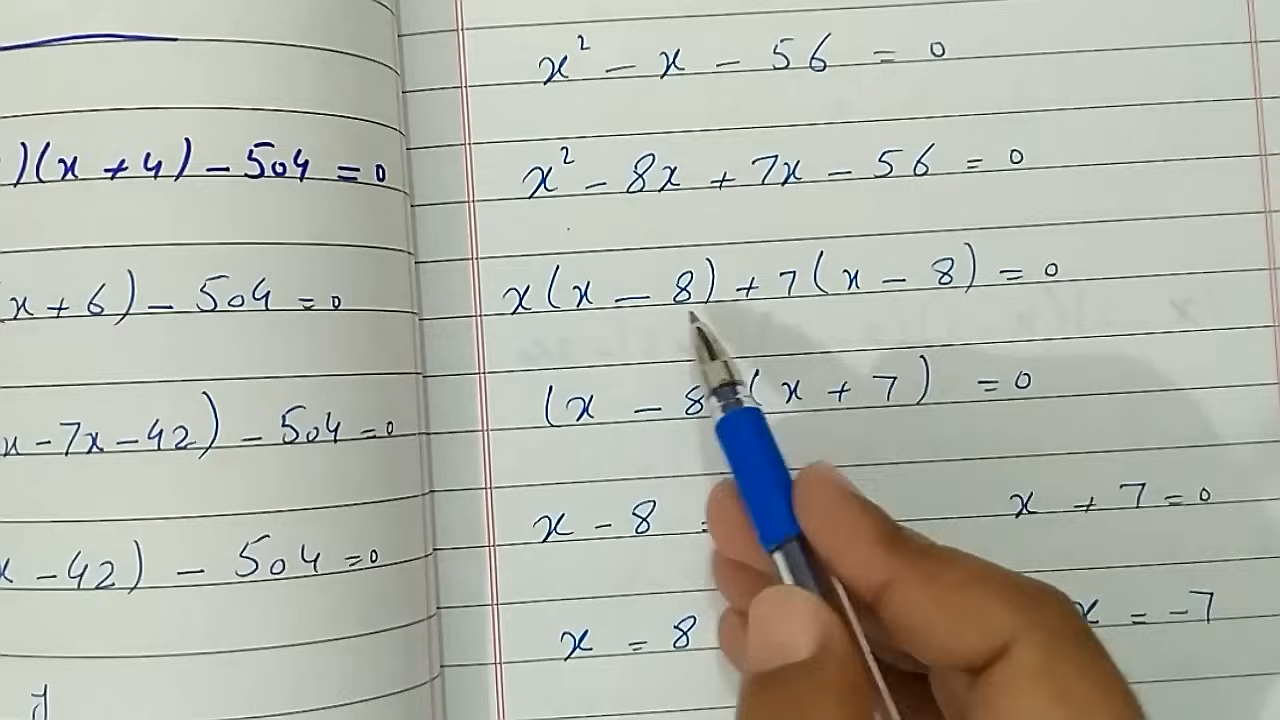 )(x + 4) - 504 = 0
x + 6) - 504 = 0
x - 7x - 42) - 504 = 0
x - 42) - 504 = 0
y
x² - x - 56 = 0
x² - 8x + 7x - 56 = 0
x(x - 8) + 7(x - 8) = 0
(x - 8 (x + 7) = 0
x - 8 = x + 7 = 0
x = 8 x = -7